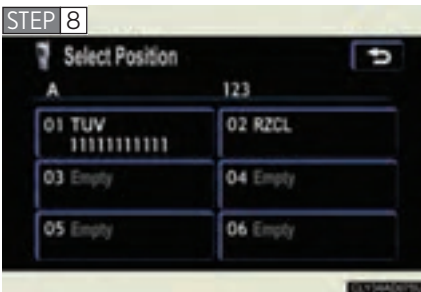 STEP 8
Select Position
A 123
01 TUV 02 RZCL
11111111111
03 Empty 04 Empty
05 Empty 06 Empty